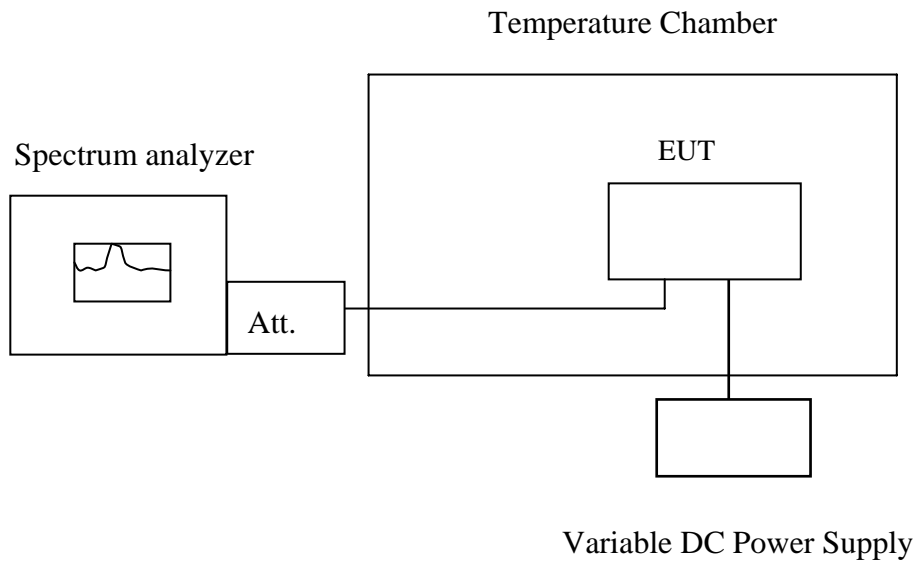 Temperature Chamber
Spectrum analyzer
EUT
Att.
Variable DC Power Supply